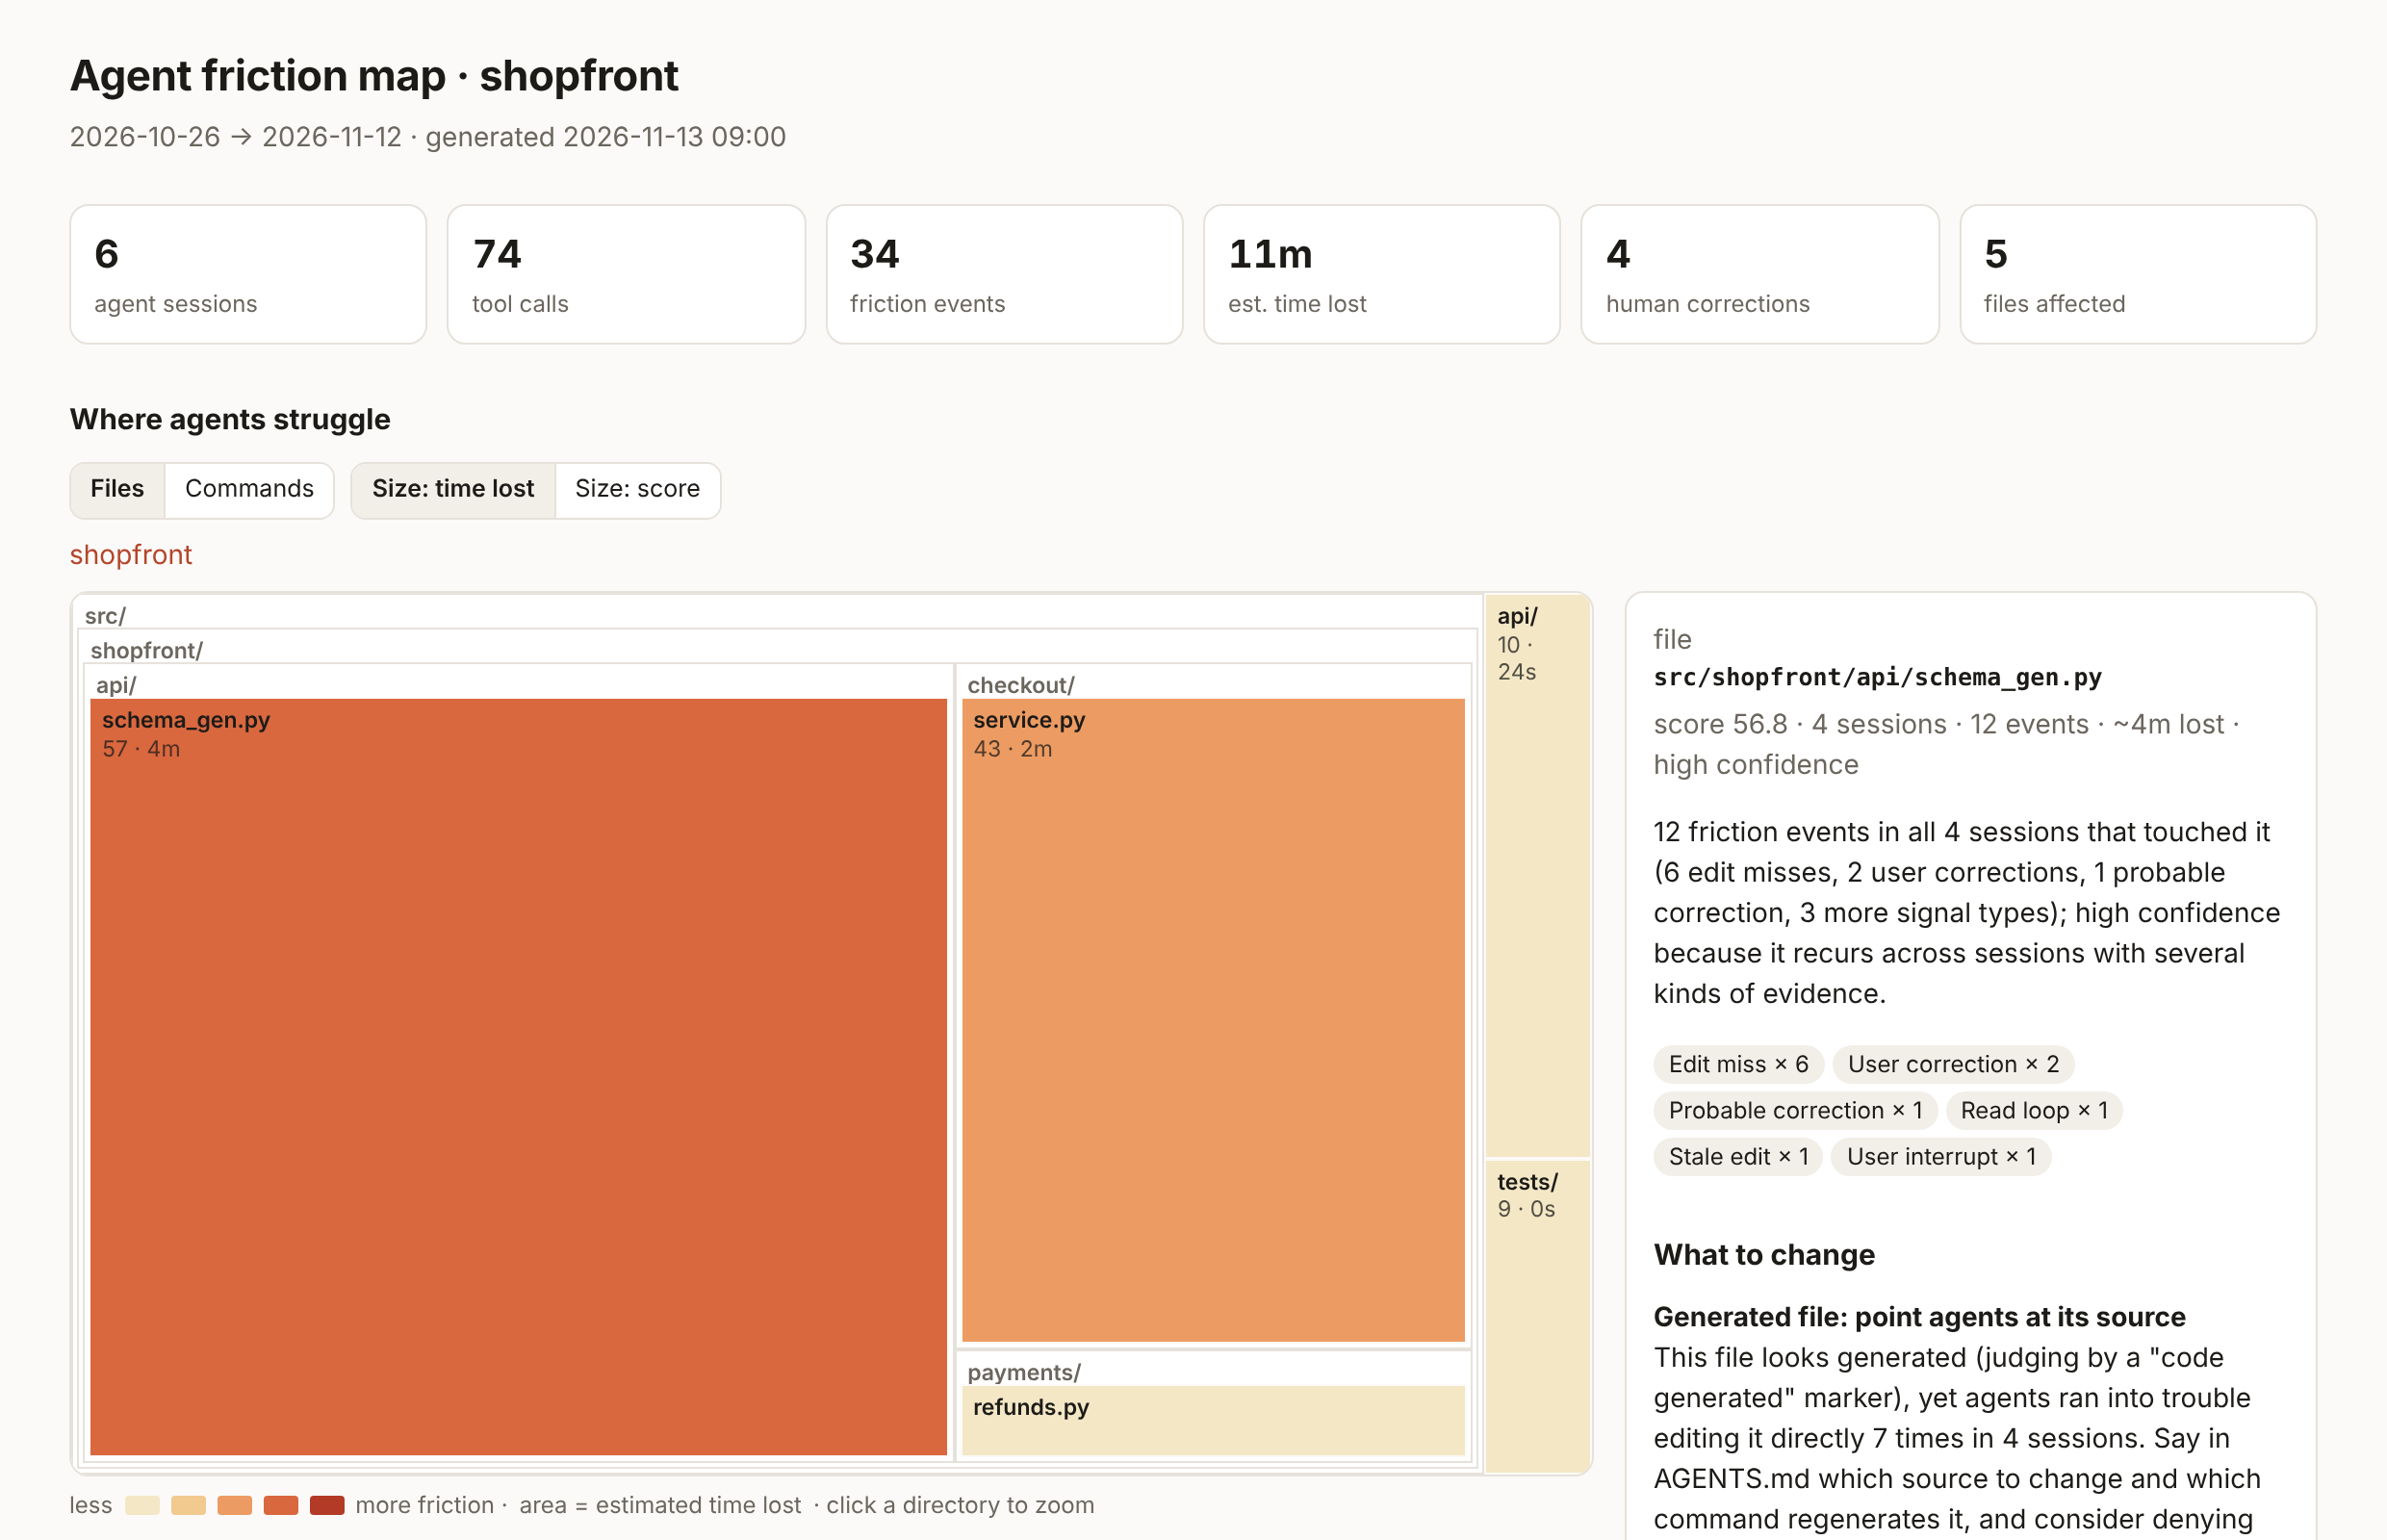 Agent friction map · shopfront
2026-10-26 → 2026-11-12 · generated 2026-11-13 09:00
6
agent sessions
74
tool calls
34
friction events
11m
est. time lost
4
human corrections
5
files affected
Where agents struggle
Files
Commands
Size: time lost
Size: score
shopfront
src/
shopfront/
api/
schema_gen.py
57 · 4m
checkout/
service.py
43 · 2m
payments/
refunds.py
api/
10 ·
24s
tests/
9 · 0s
less
more friction · area = estimated time lost · click a directory to zoom
file
src/shopfront/api/schema_gen.py
score 56.8 · 4 sessions · 12 events · ~4m lost ·
high confidence
12 friction events in all 4 sessions that touched it
(6 edit misses, 2 user corrections, 1 probable
correction, 3 more signal types); high confidence
because it recurs across sessions with several
kinds of evidence.
Edit miss × 6
User correction × 2
Probable correction × 1
Read loop × 1
Stale edit × 1
User interrupt × 1
What to change
Generated file: point agents at its source
This file looks generated (judging by a "code
generated" marker), yet agents ran into trouble
editing it directly 7 times in 4 sessions. Say in
AGENTS.md which source to change and which
command regenerates it, and consider denying